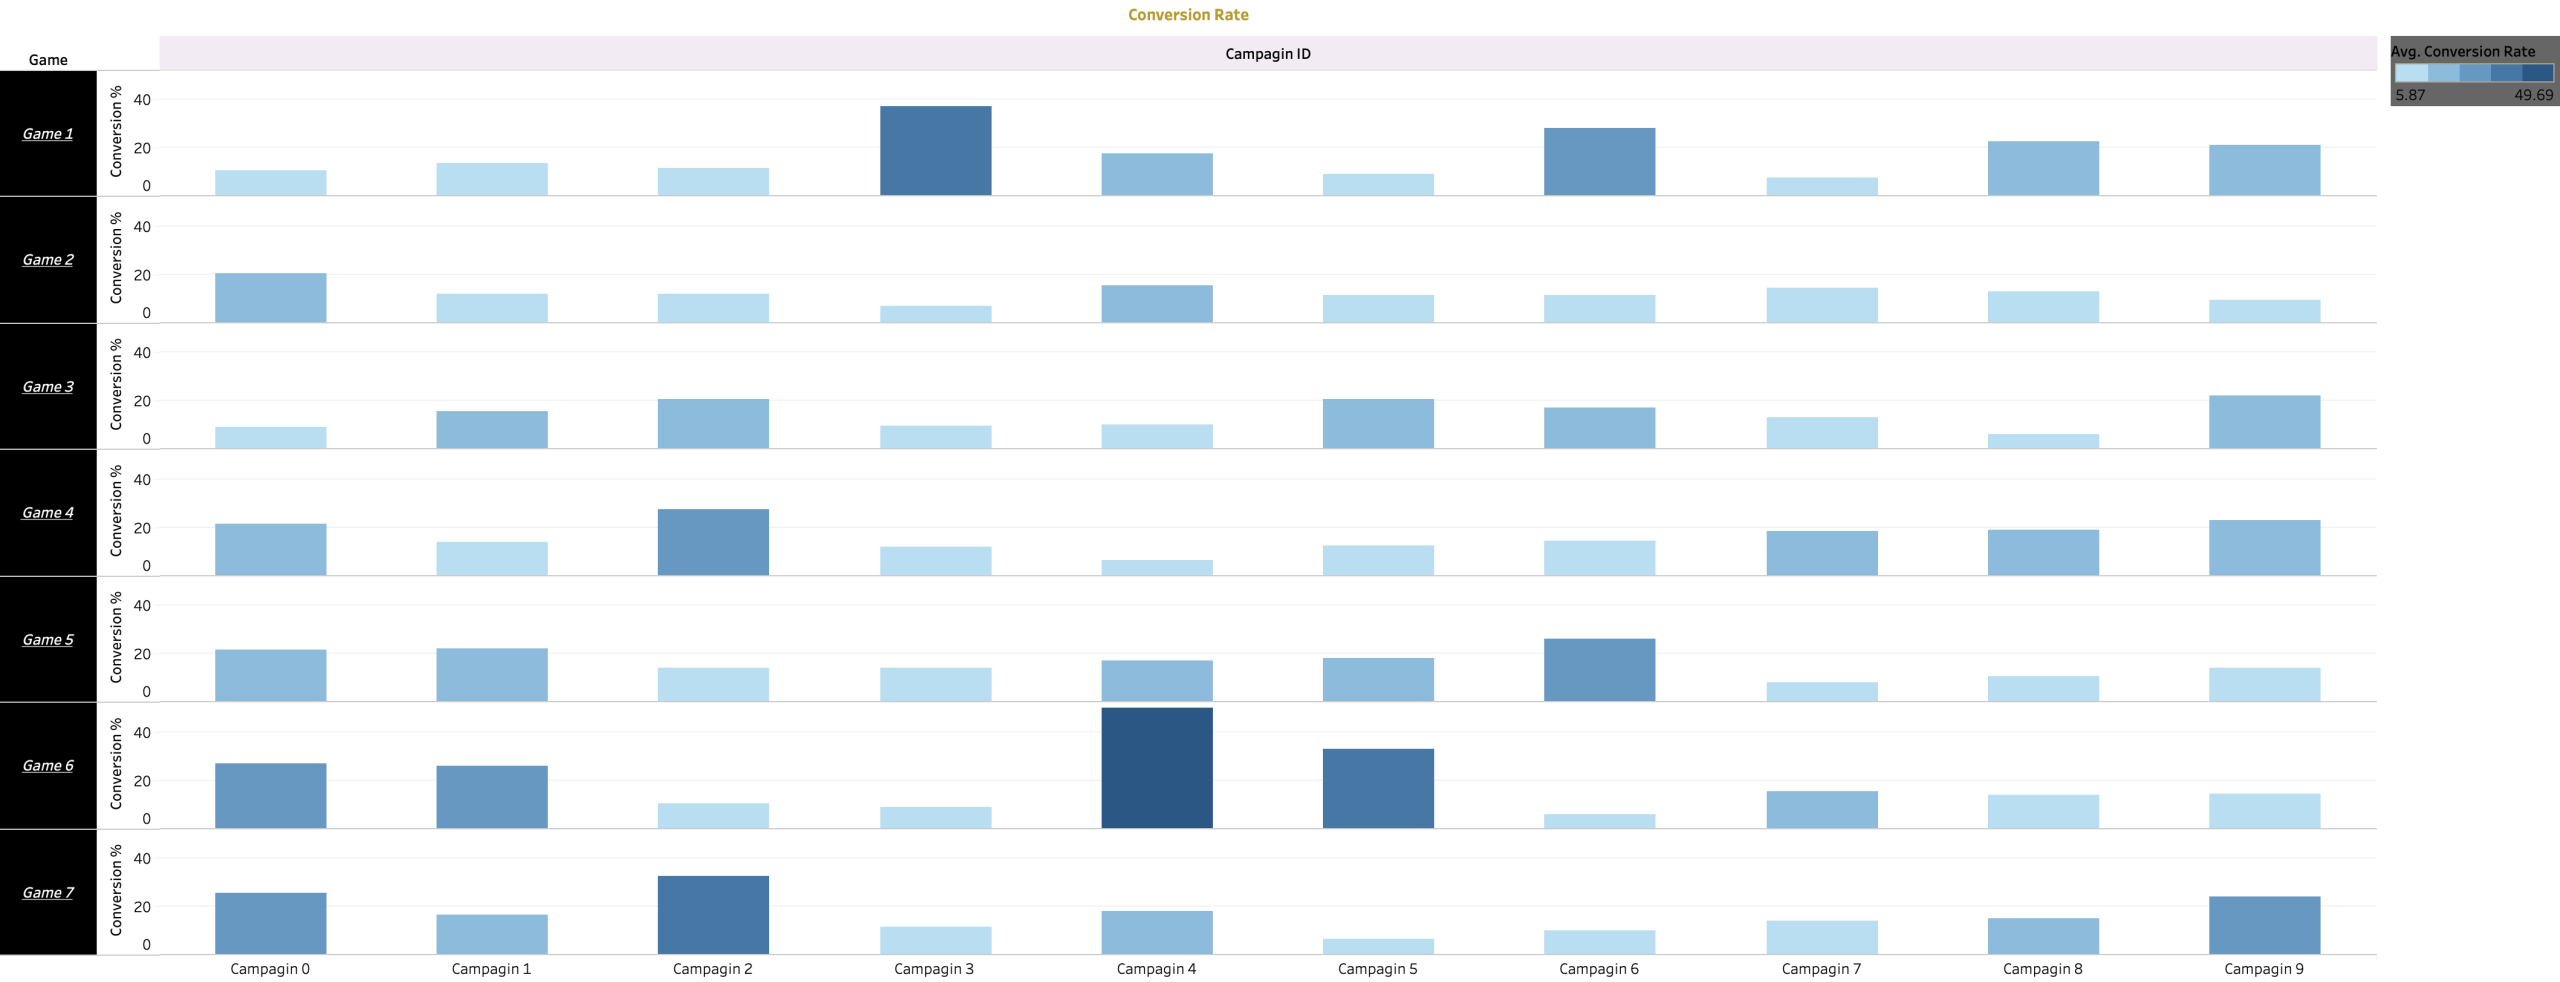 Conversion Rate
Campagin ID
Game
Avg. Conversion Rate
5.87 49.69
Game 1
Conversion %
40
20
0
Game 2
Conversion %
40
20
0
Game 3
Conversion %
40
20
0
Game 4
Conversion %
40
20
0
Game 5
Conversion %
40
20
0
Game 6
Conversion %
40
20
0
Game 7
Conversion %
40
20
0
Campagin 0 Campagin 1 Campagin 2 Campagin 3 Campagin 4 Campagin 5 Campagin 6 Campagin 7 Campagin 8 Campagin 9